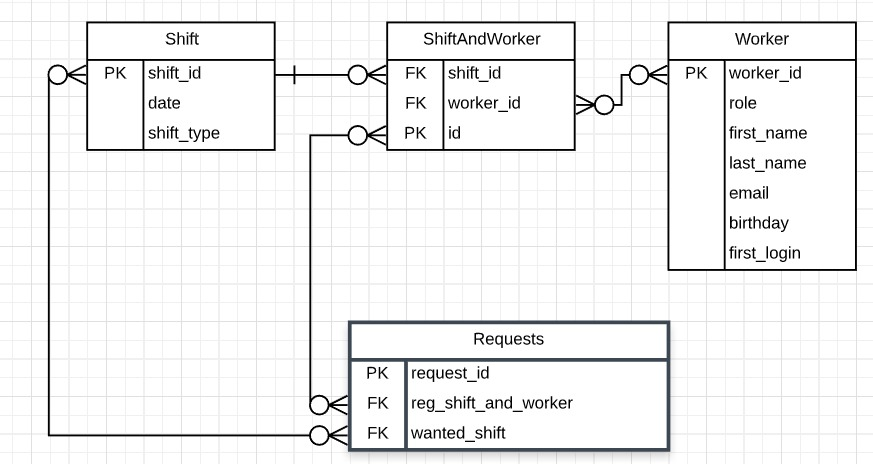 Shift
PK shift_id
date
shift_type
ShiftAndWorker
FK shift_id
FK worker_id
PK id
Worker
PK worker_id
role
first_name
last_name
email
birthday
first_login
Requests
PK request_id
FK reg_shift_and_worker
FK wanted_shift